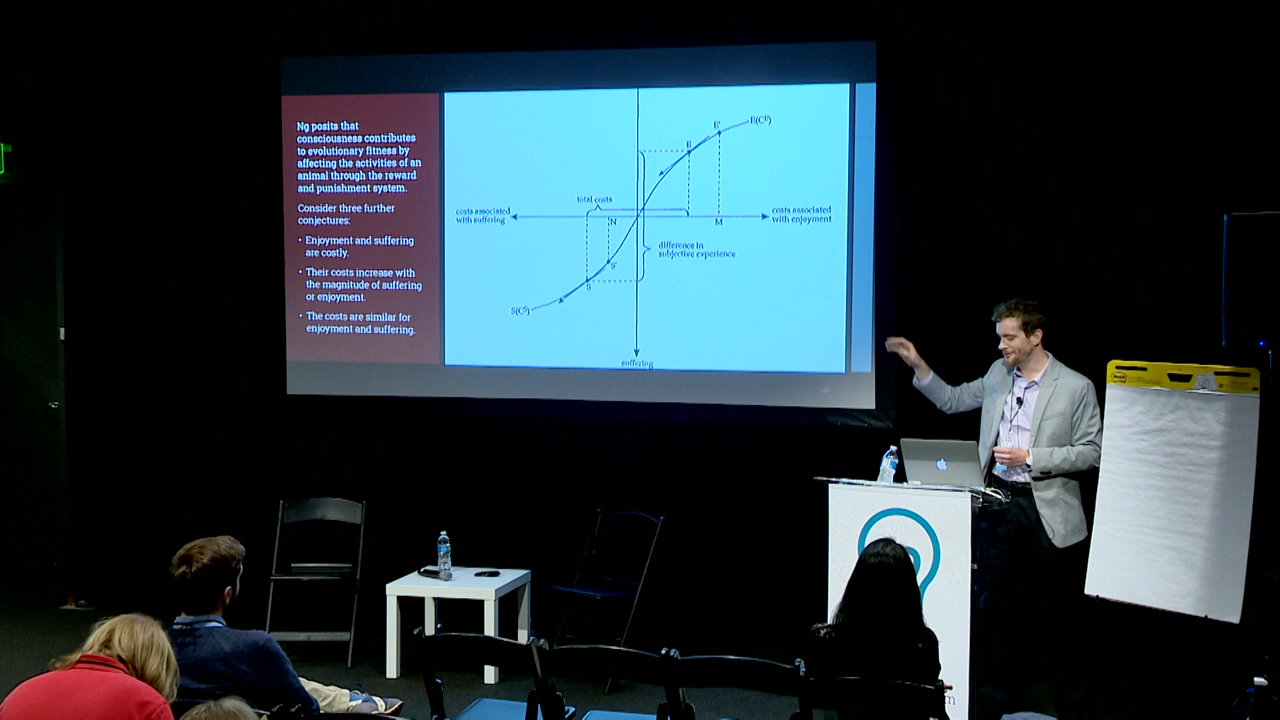 Ng posits that
consciousness contributes
to evolutionary fitness by
affecting the activities of an
animal through the reward
and punishment system.
Consider three further
conjectures:
• Enjoyment and suffering
are costly.
• Their costs increase with
the magnitude of suffering
or enjoyment.
• The costs are similar for
enjoyment and suffering.
E'
E(Cᴱ)
E
total costs
costs associated
with suffering
N
M
costs associated
with enjoyment
difference in
subjective experience
S'
S
S(Cˢ)
suffering